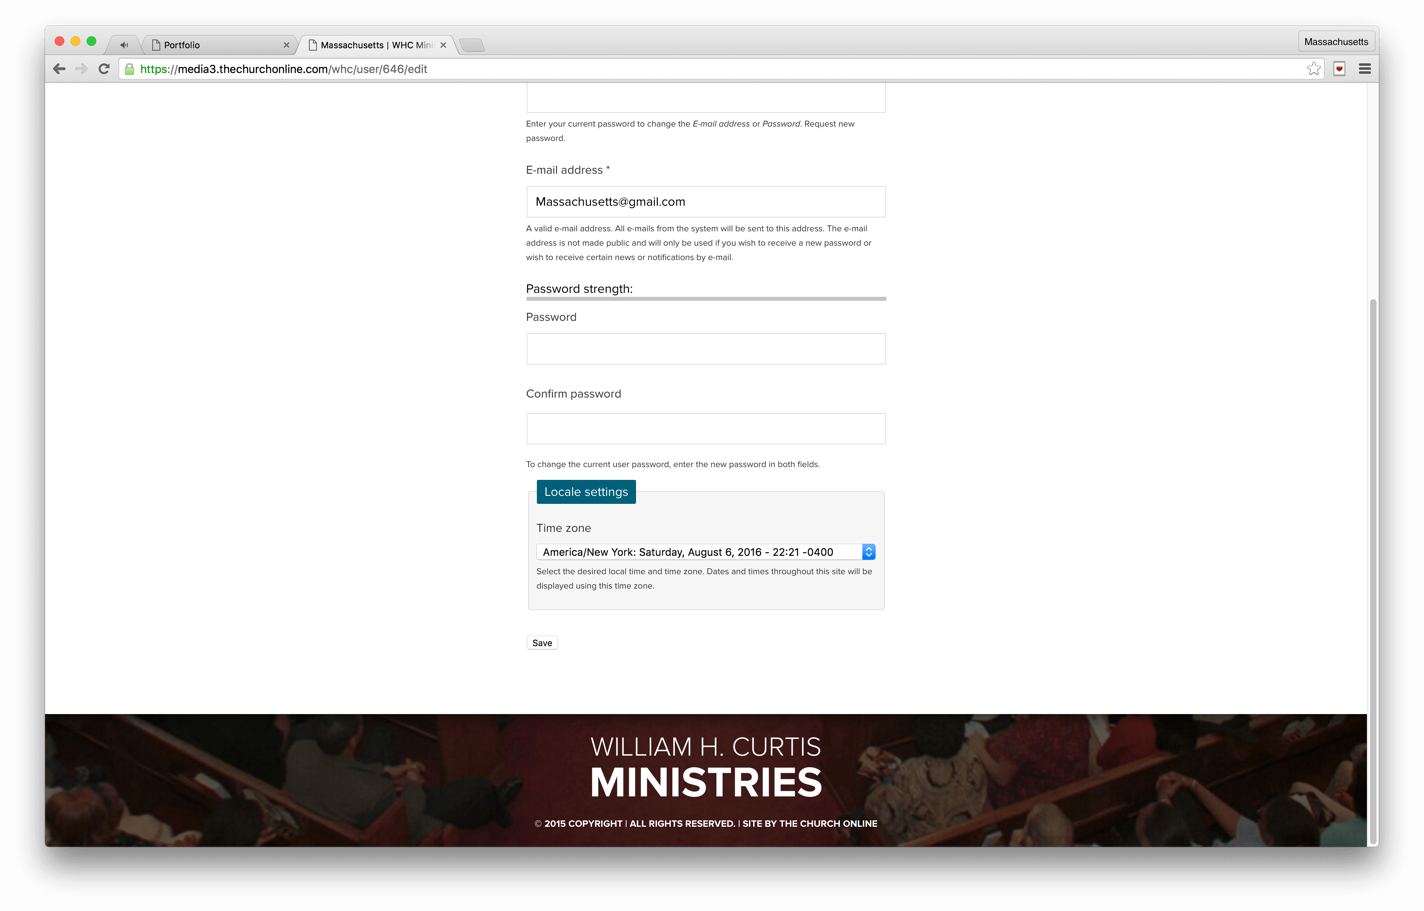 Portfolio
Massachusetts | WHC Mini
Massachusetts
https://media3.thechurchonline.com/whc/user/646/edit
Enter your current password to change the E-mail address or Password. Request new
password.
E-mail address *
Massachusetts@gmail.com
A valid e-mail address. All e-mails from the system will be sent to this address. The e-mail
address is not made public and will only be used if you wish to receive a new password or
wish to receive certain news or notifications by e-mail.
Password strength:
Password
Confirm password
To change the current user password, enter the new password in both fields.
Locale settings
Time zone
America/New York: Saturday, August 6, 2016 - 22:21 -0400
Select the desired local time and time zone. Dates and times throughout this site will be
displayed using this time zone.
Save
WILLIAM H. CURTIS
MINISTRIES
© 2015 COPYRIGHT | ALL RIGHTS RESERVED. | SITE BY THE CHURCH ONLINE